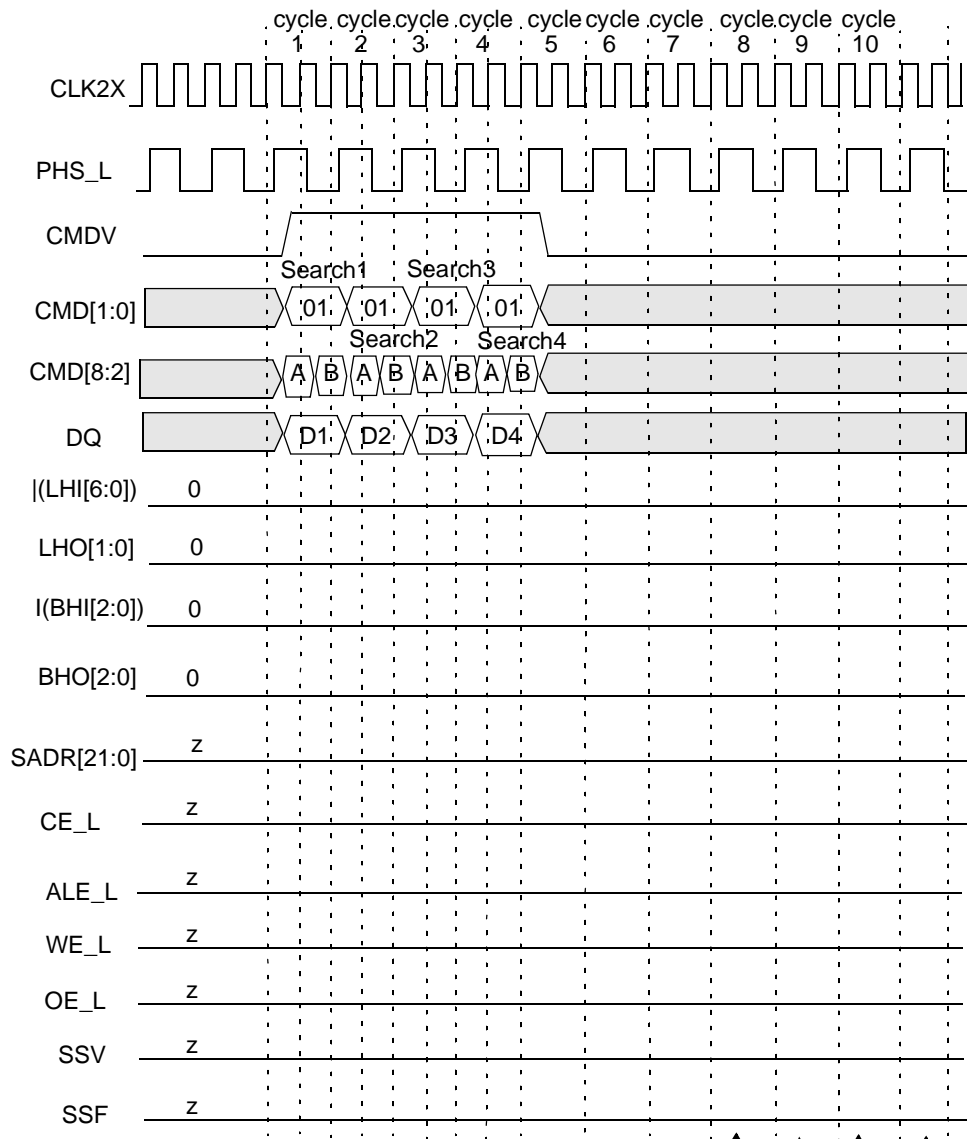 cycle cycle cycle cycle cycle cycle cycle cycle cycle cycle
1 2 3 4 5 6 7 8 9 10
CLK2X
PHS_L
CMDV
Search1 Search3
CMD[1:0] 01 01 01 01
Search2 Search4
CMD[8:2] A B A B A B A B
DQ D1 D2 D3 D4
|(LHI[6:0]) 0
LHO[1:0] 0
I(BHI[2:0]) 0
BHO[2:0] 0
SADR[21:0] z
CE_L z
ALE_L z
WE_L z
OE_L z
SSV z
SSF z